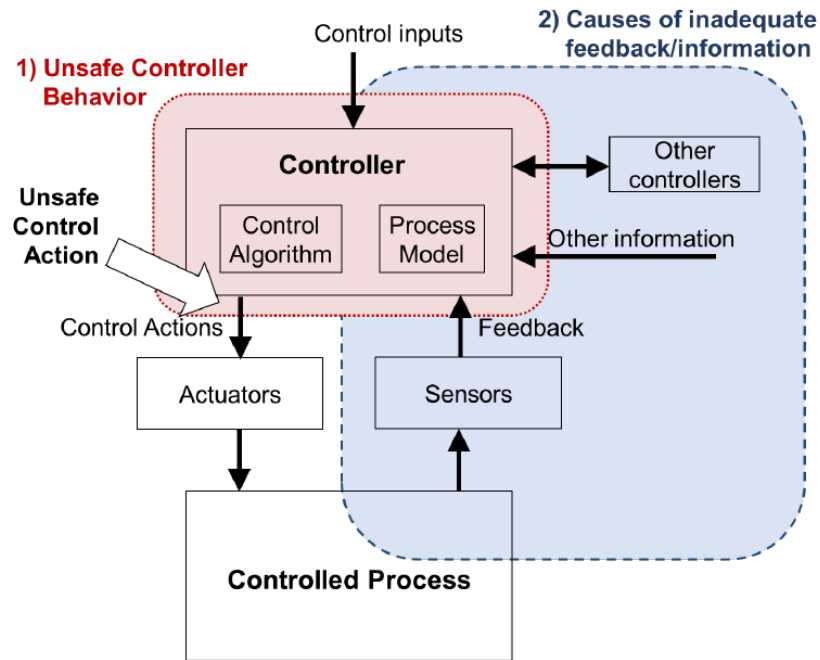 Control inputs
2) Causes of inadequate
feedback/information
1) Unsafe Controller
Behavior
Controller
Other
controllers
Unsafe
Control
Action
Control
Algorithm
Process
Model
Other information
Control Actions
Feedback
Actuators
Sensors
Controlled Process